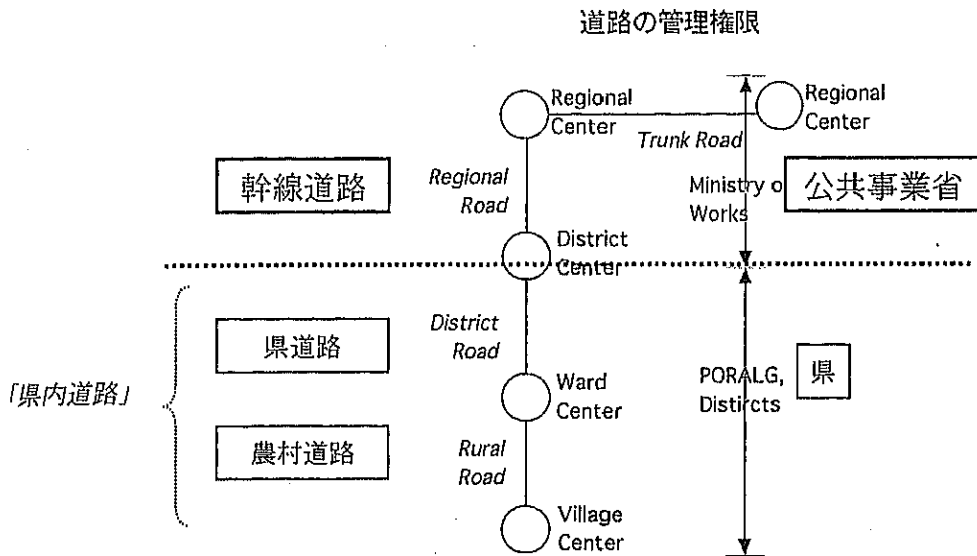 道路の管理権限
Regional
Center
Regional
Center
Trunk Road
幹線道路
Regional
Road
Ministry o
Works
公共事業省
District
Center
「県内道路」
県道路
District
Road
Ward
Center
PORALG,
Distircts
県
農村道路
Rural
Road
Village
Center